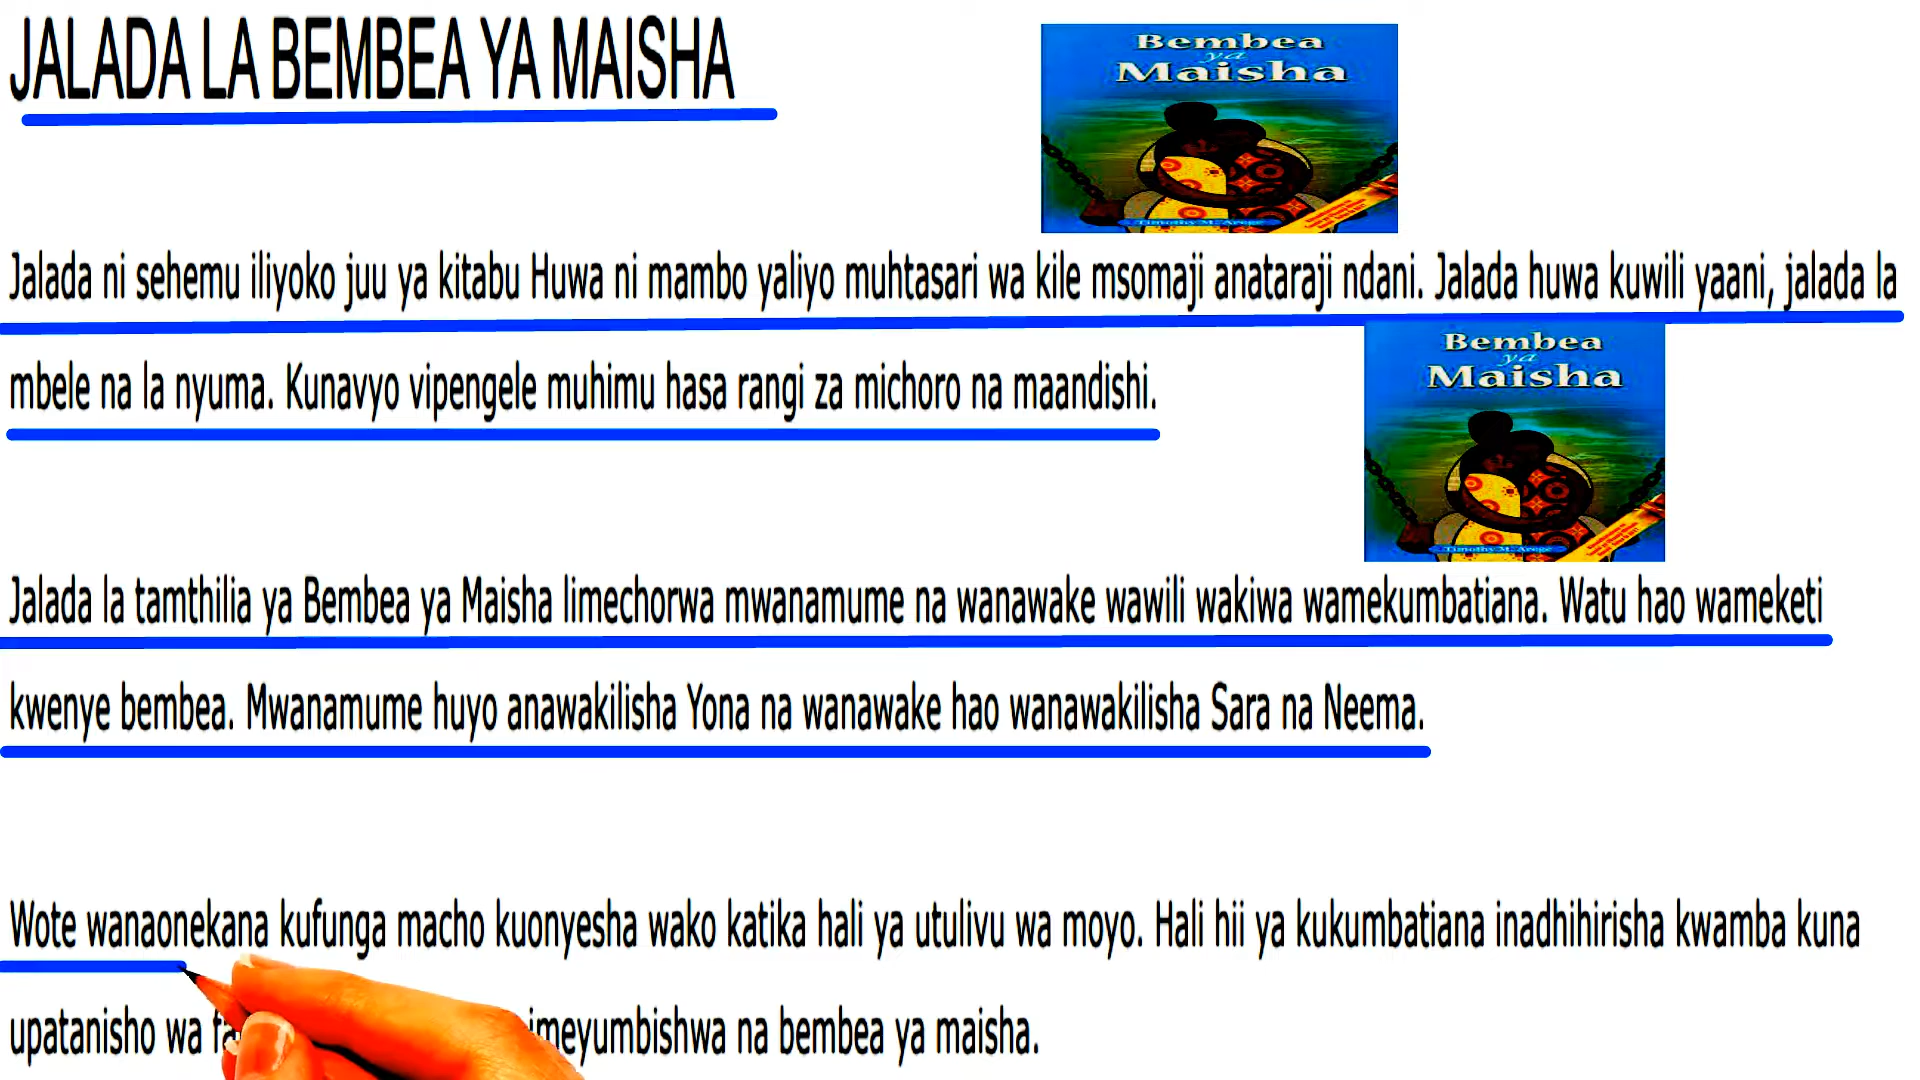 JALADA LA BEMBEA YA MAISHA
Bembea
ya
Maisha
Timothy M. Arege
Jalada ni sehemu iliyoko juu ya kitabu Huwa ni mambo yaliyo muhtasari wa kile msomaji anataraji ndani. Jalada huwa kuwili yaani, jalada la
mbele na la nyuma. Kunavyo vipengele muhimu hasa rangi za michoro na maandishi.
Bembea
ya
Maisha
Timothy M. Arege
Jalada la tamthilia ya Bembea ya Maisha limechorwa mwanamume na wanawake wawili wakiwa wamekumbatiana. Watu hao wameketi
kwenye bembea. Mwanamume huyo anawakilisha Yona na wanawake hao wanawakilisha Sara na Neema.
Wote wanaonekana kufunga macho kuonyesha wako katika hali ya utulivu wa moyo. Hali hii ya kukumbatiana inadhihirisha kwamba kuna
upatanisho wa imeyumbishwa na bembea ya maisha.